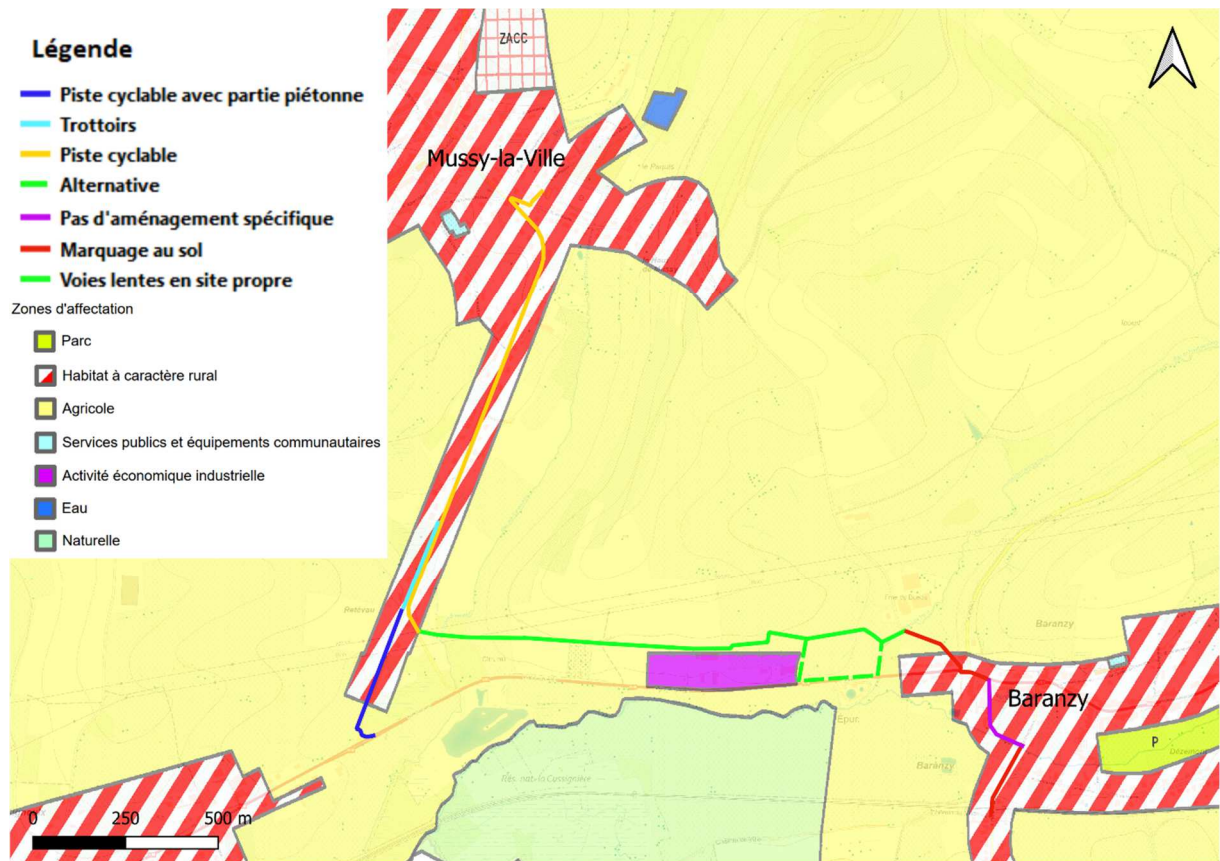 Légende
Piste cyclable avec partie piétonne
Trottoirs
Piste cyclable
Alternative
Pas d'aménagement spécifique
Marquage au sol
Voies lentes en site propre
Zones d'affectation
Parc
Habitat à caractère rural
Agricole
Services publics et équipements communautaires
Activité économique industrielle
Eau
Naturelle
ZACC
Mussy-la-Ville
Baranzy
Baranzy
P
Baranzy
0 250 500 m